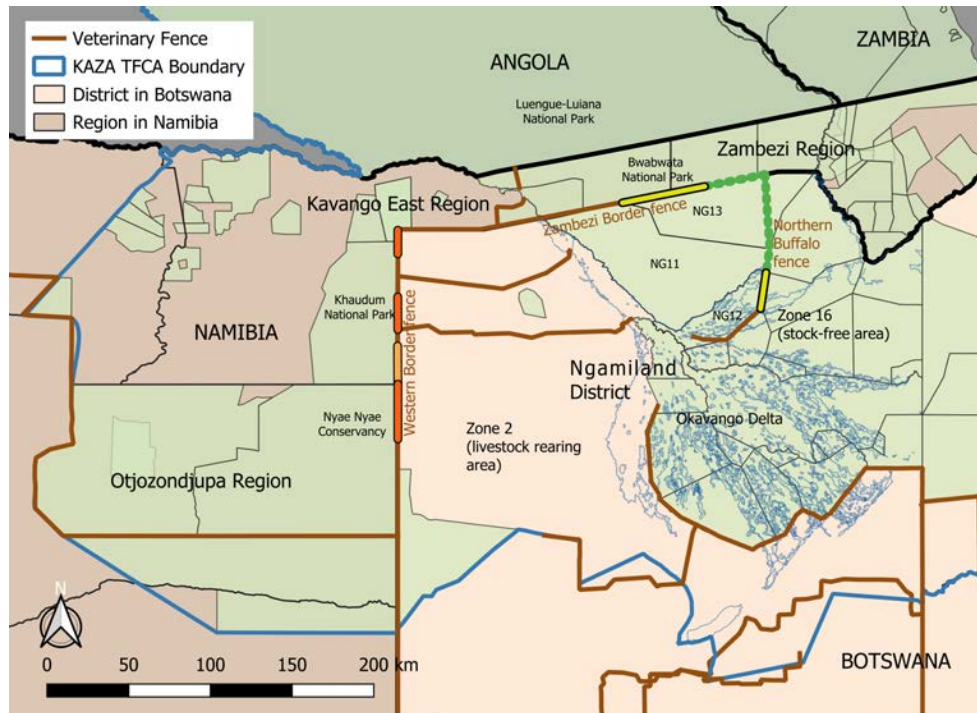 Veterinary Fence
KAZA TFCA Boundary
District in Botswana
Region in Namibia
ANGOLA
ZAMBIA
Luengue-Luiana
National Park
Bwabwata
National Park
Zambezi Region
Kavango East Region
Zambezi Border fence
NG13
Northern
Buffalo
fence
NG11
Khaudum
National Park
NAMIBIA
Western Border fence
NG12
Zone 16
(stock-free area)
Ngamiland
District
Nyae Nyae
Conservancy
Zone 2
(livestock rearing
area)
Okavango Delta
Otjozondjupa Region
N
0 50 100 150 200 km
BOTSWANA